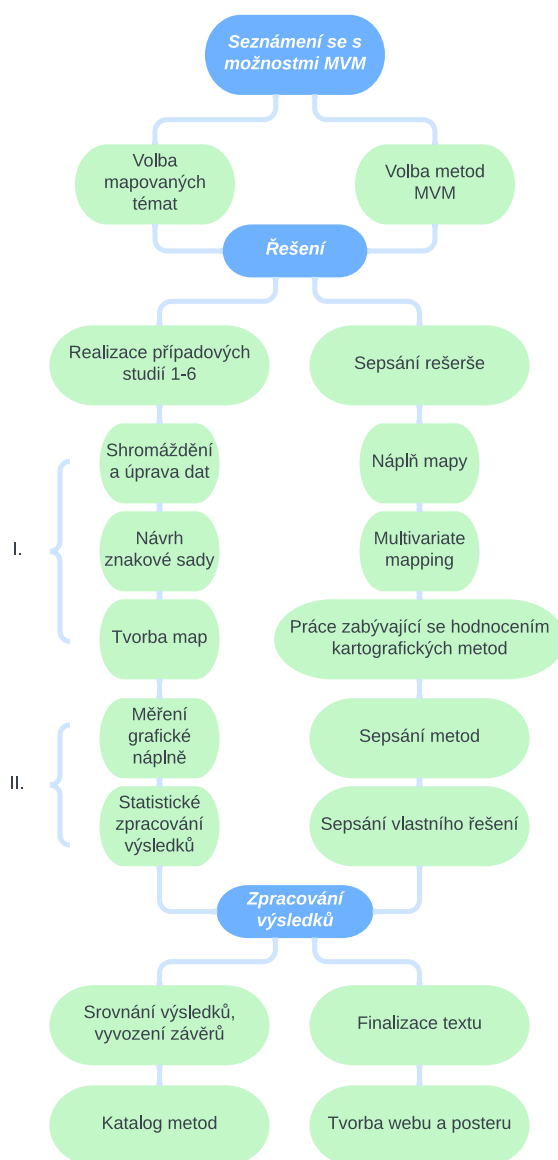 Seznámení se s
možnostmi MVM
Volba
mapovaných
témat
Volba metod
MVM
Řešení
Realizace případových
studií 1-6
Sepsání rešerše
Shromáždění
a úprava dat
Náplň mapy
I.
Návrh
znakové sady
Multivariate
mapping
Tvorba map
Práce zabývající se hodnocením
kartografických metod
Měření
grafické
náplně
Sepsání metod
II.
Statistické
zpracování
výsledků
Sepsání vlastního řešení
Zpracování
výsledků
Srovnání výsledků,
vyvození závěrů
Finalizace textu
Katalog metod
Tvorba webu a posteru